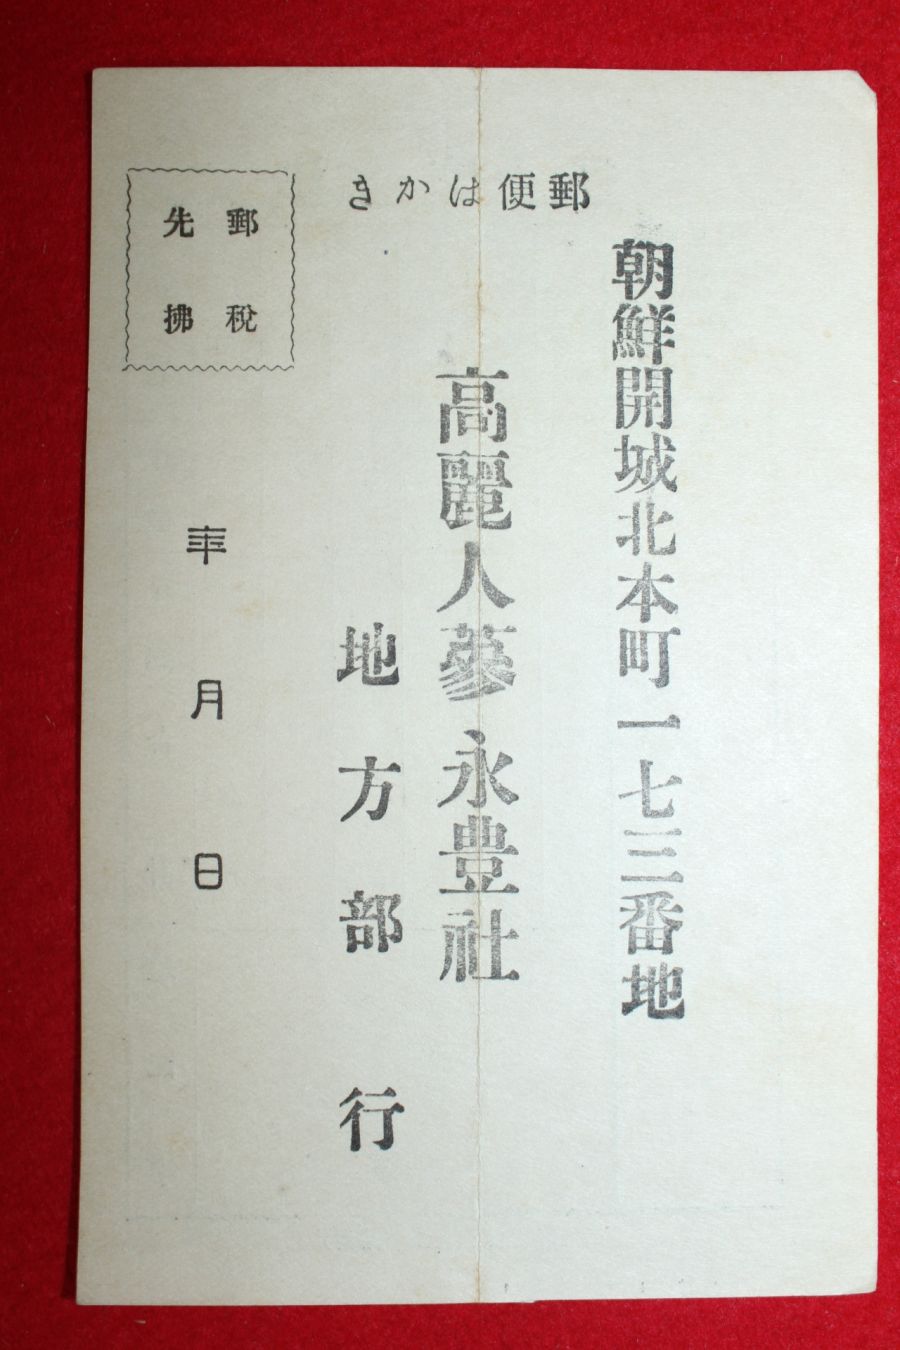 郵便はかき
朝鮮開城北本町一七三番地
高麗人蔘永豊社
地方部行
郵税
先拂
年月日